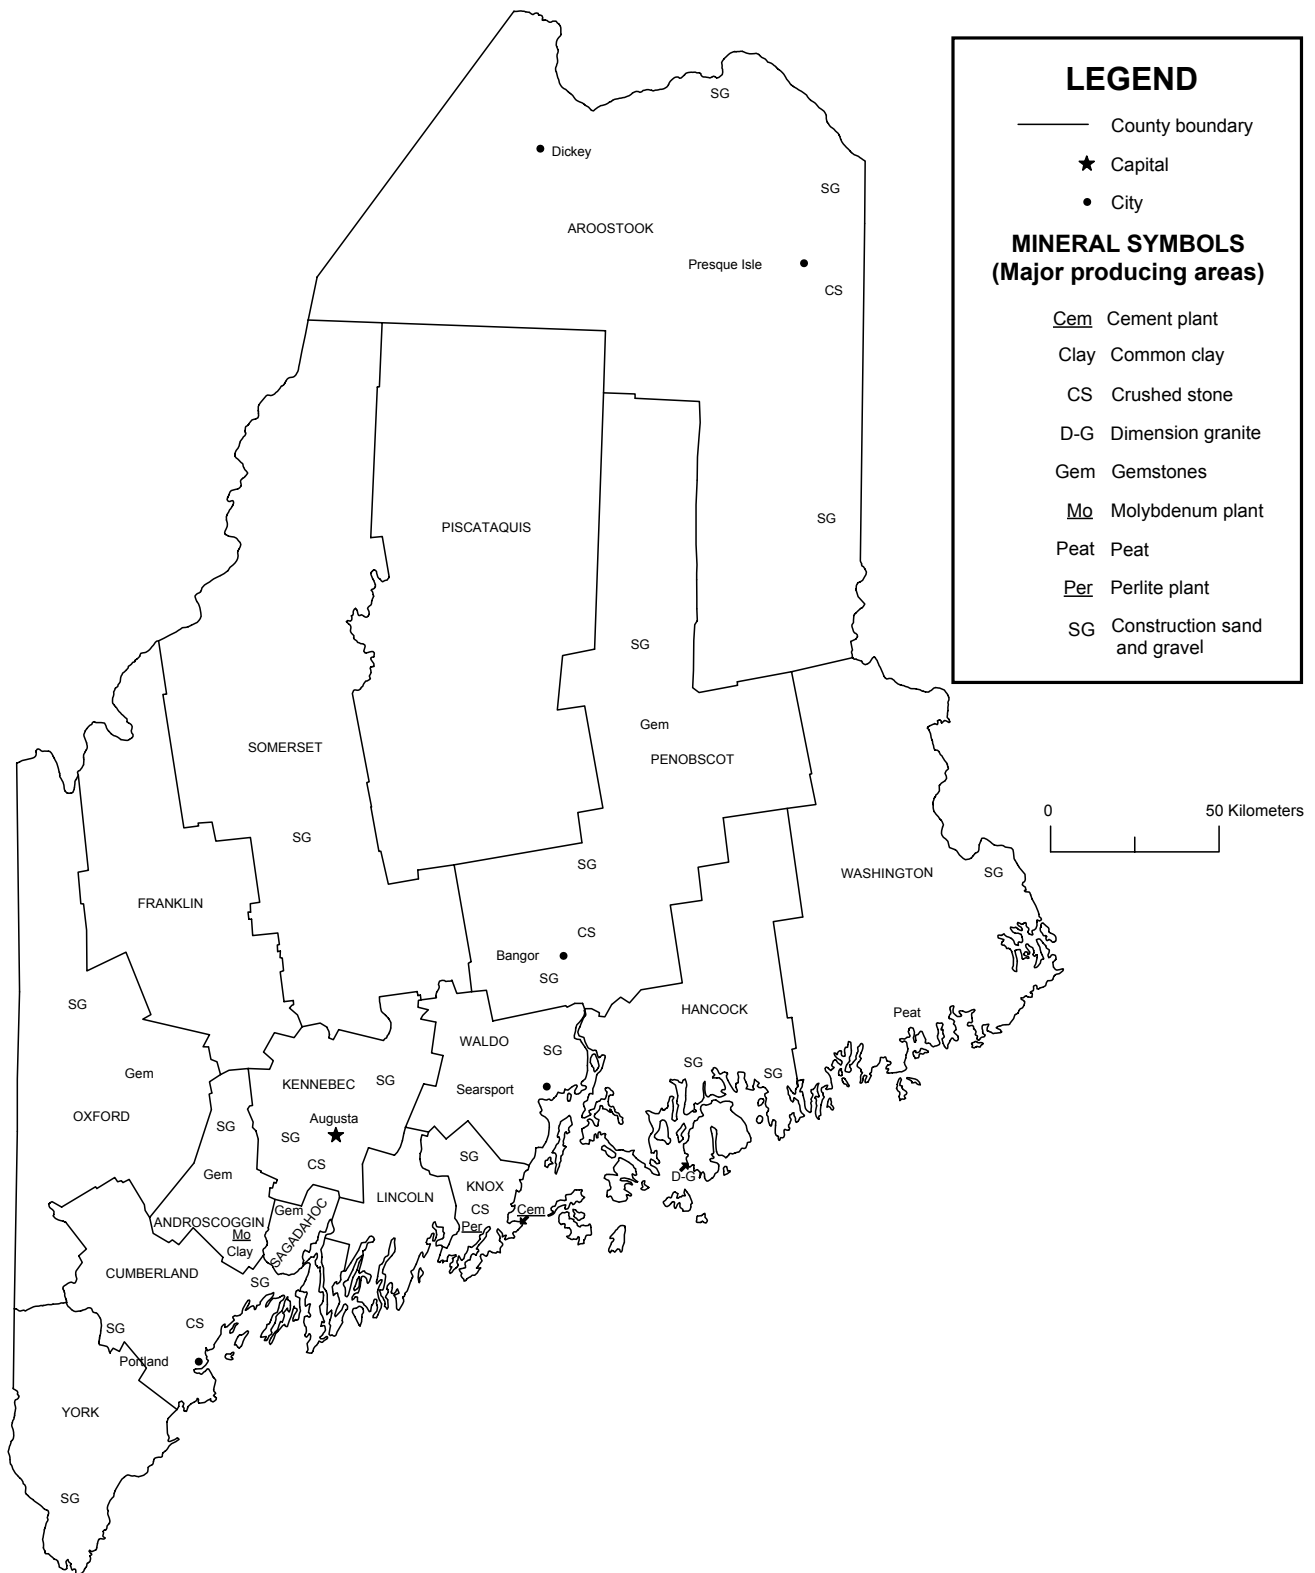 LEGEND
County boundary
Capital
City
MINERAL SYMBOLS
(Major producing areas)
Cem Cement plant
Clay Common clay
CS Crushed stone
D-G Dimension granite
Gem Gemstones
Mo Molybdenum plant
Peat Peat
Per Perlite plant
SG Construction sand
and gravel
0 50 Kilometers
SG
Dickey
SG
AROOSTOOK
Presque Isle
CS
SG
PISCATAQUIS
SG
Gem
SOMERSET
PENOBSCOT
SG
SG
WASHINGTON
SG
FRANKLIN
CS
Bangor
SG
SG
HANCOCK
Peat
WALDO
SG
SG
SG
Gem
KENNEBEC
SG
Searsport
OXFORD
Augusta
SG
SG
SG
CS
Gem
D-G
KNOX
LINCOLN
CS
Cem
Gem
SAGADAHOC
ANDROSCOGGIN
Mo
Per
Clay
CUMBERLAND
SG
CS
SG
Portland
YORK
SG